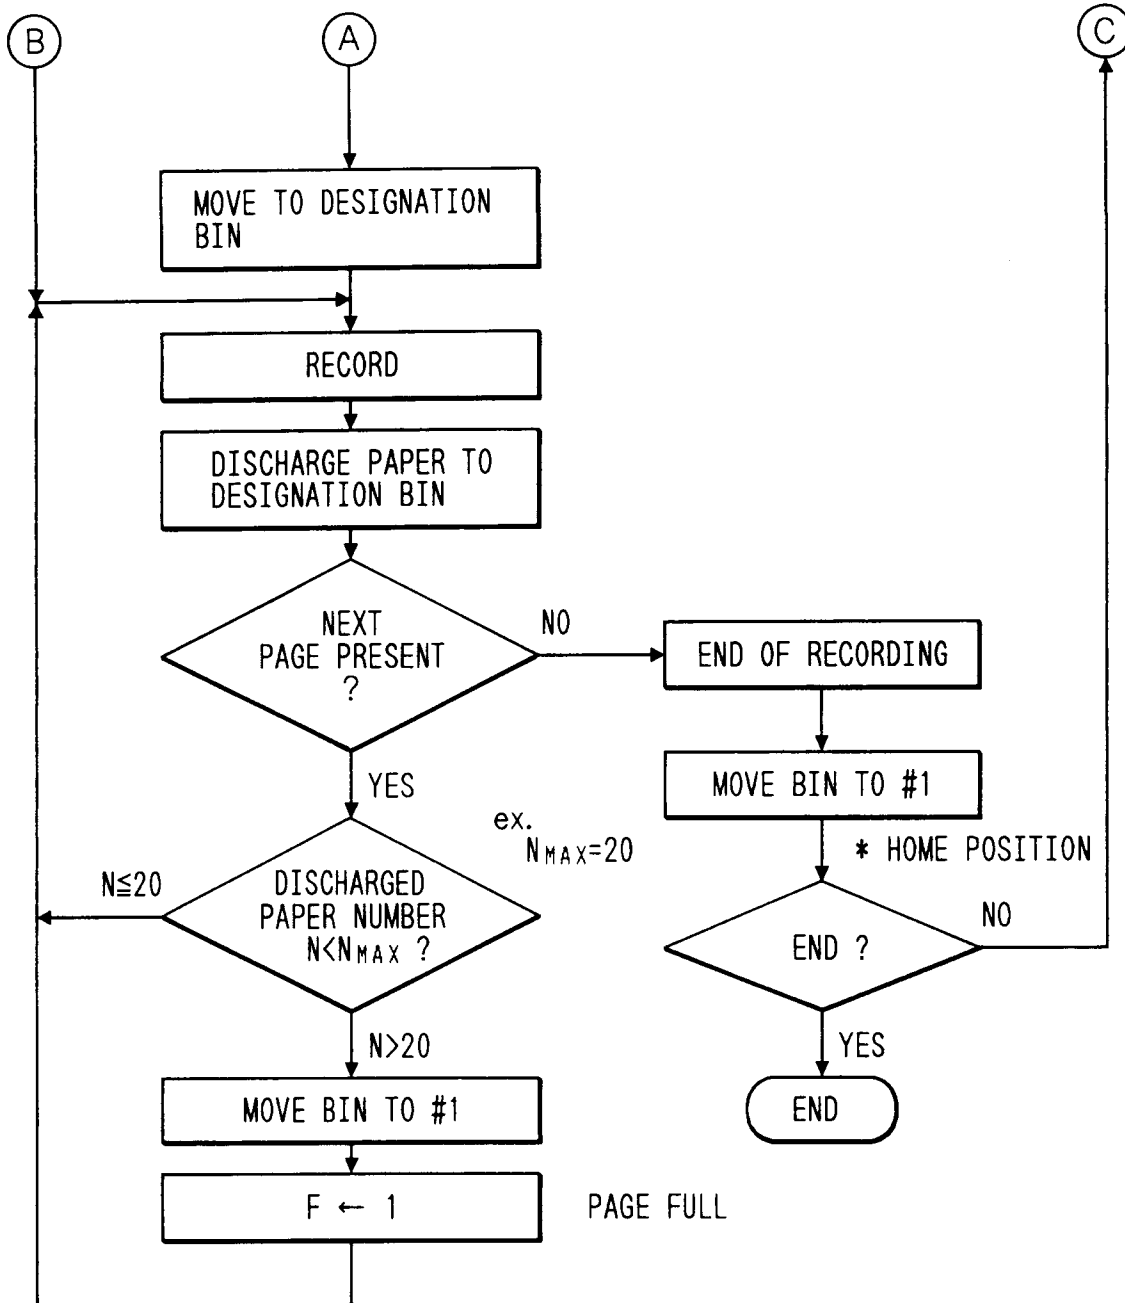 B
A
C
MOVE TO DESIGNATION
BIN
RECORD
DISCHARGE PAPER TO
DESIGNATION BIN
NEXT
PAGE PRESENT
?
NO
END OF RECORDING
YES
MOVE BIN TO #1
ex.
NMAX=20
* HOME POSITION
N≦20
DISCHARGED
PAPER NUMBER
N<NMAX ?
NO
END ?
N>20
YES
MOVE BIN TO #1
END
F ← 1
PAGE FULL